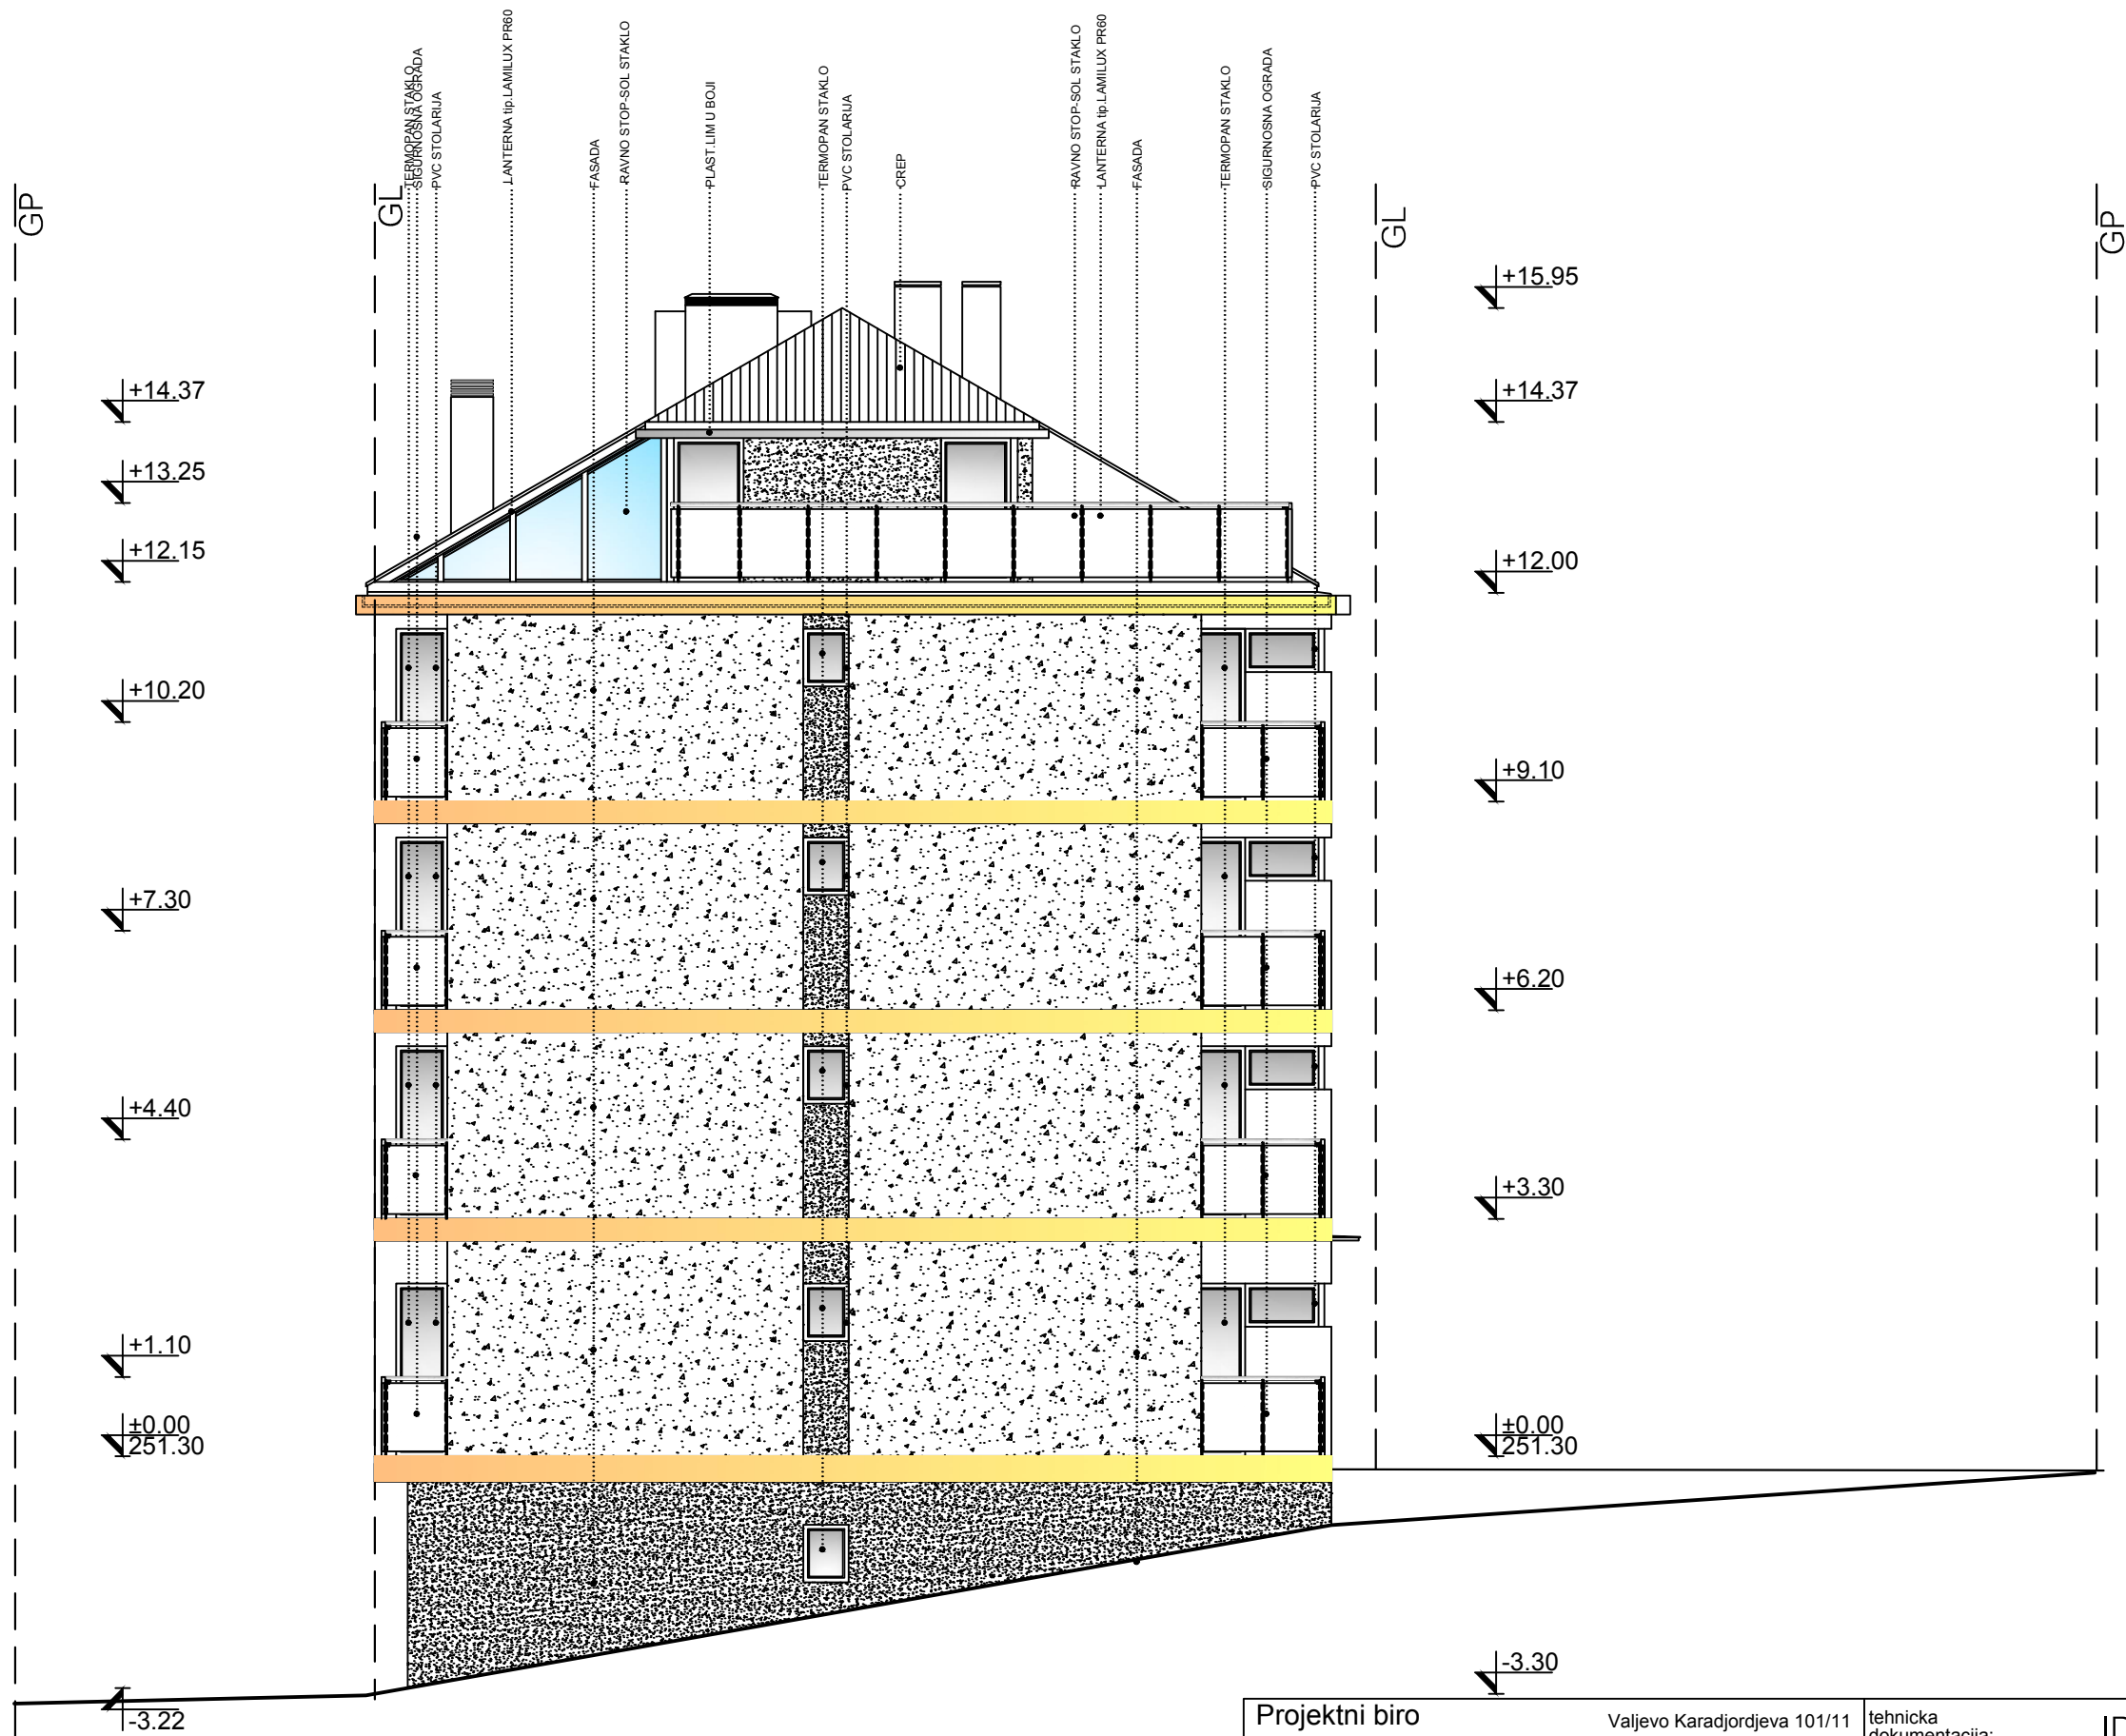 TERMOPAN STAKLO
SIGURNOSNA OGRADA
PVC STOLARIJA
LANTERNA tip.LAMILUX PR60
FASADA
RAVNO STOP-SOL STAKLO
PLAST.LIM U BOJI
TERMOPAN STAKLO
PVC STOLARIJA
CREP
RAVNO STOP-SOL STAKLO
LANTERNA tip.LAMILUX PR60
FASADA
TERMOPAN STAKLO
SIGURNOSNA OGRADA
PVC STOLARIJA
GP
GL
GL
GP
+14.37
+13.25
+12.15
+10.20
+7.30
+4.40
+1.10
±0.00
251.30
-3.22
+15.95
+14.37
+12.00
+9.10
+6.20
+3.30
±0.00
251.30
-3.30
Projektni biro
Valjevo Karadjordjeva 101/11
tehnicka
dokumentacija: